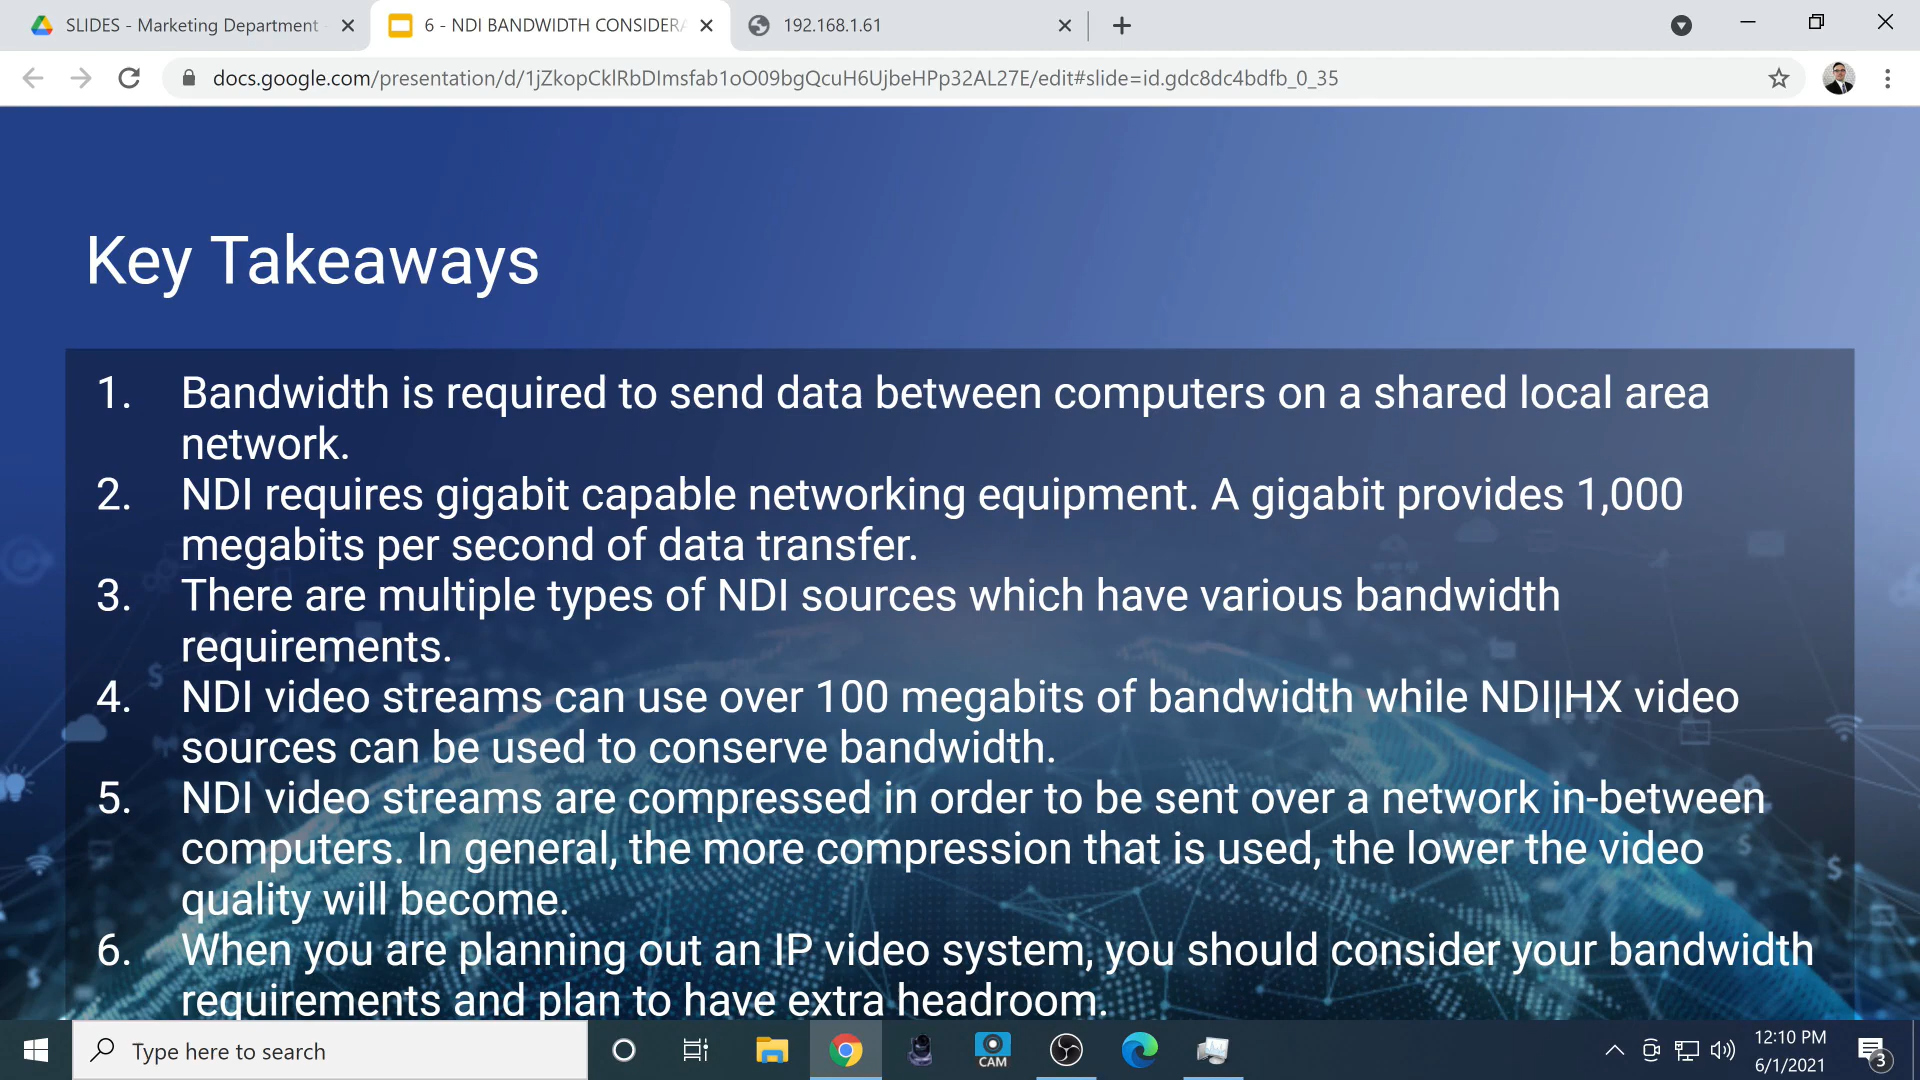 SLIDES - Marketing Department
6 - NDI BANDWIDTH CONSIDERA
192.168.1.61
docs.google.com/presentation/d/1jZkopCklRbDImsfab1oO09bgQcuH6UjbeHPp32AL27E/edit#slide=id.gdc8dc4bdfb_0_35
Key Takeaways
1. Bandwidth is required to send data between computers on a shared local area
network.
2. NDI requires gigabit capable networking equipment. A gigabit provides 1,000
megabits per second of data transfer.
3. There are multiple types of NDI sources which have various bandwidth
requirements.
4. NDI video streams can use over 100 megabits of bandwidth while NDI|HX video
sources can be used to conserve bandwidth.
5. NDI video streams are compressed in order to be sent over a network in-between
computers. In general, the more compression that is used, the lower the video
quality will become.
6. When you are planning out an IP video system, you should consider your bandwidth
requirements and plan to have extra headroom.
Type here to search
CAM
12:10 PM
6/1/2021
3